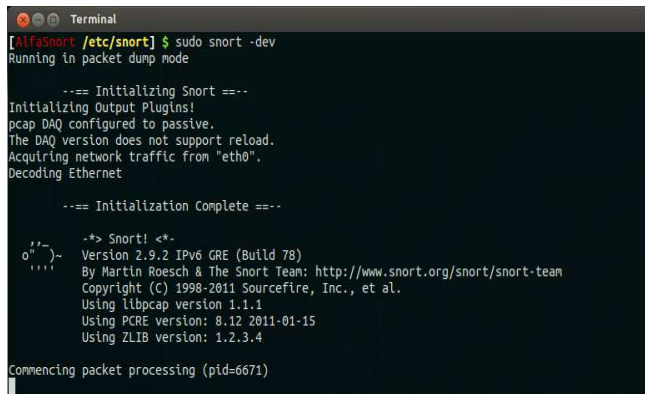 Terminal
[AlfaSnort /etc/snort] $ sudo snort -dev
Running in packet dump mode
--== Initializing Snort ==--
Initializing Output Plugins!
pcap DAQ configured to passive.
The DAQ version does not support reload.
Acquiring network traffic from "eth0".
Decoding Ethernet
--== Initialization Complete ==--
,,_ -*> Snort! <*-
o" )~ Version 2.9.2 IPv6 GRE (Build 78)
'''' By Martin Roesch & The Snort Team: http://www.snort.org/snort/snort-team
Copyright (C) 1998-2011 Sourcefire, Inc., et al.
Using libpcap version 1.1.1
Using PCRE version: 8.12 2011-01-15
Using ZLIB version: 1.2.3.4
Commencing packet processing (pid=6671)